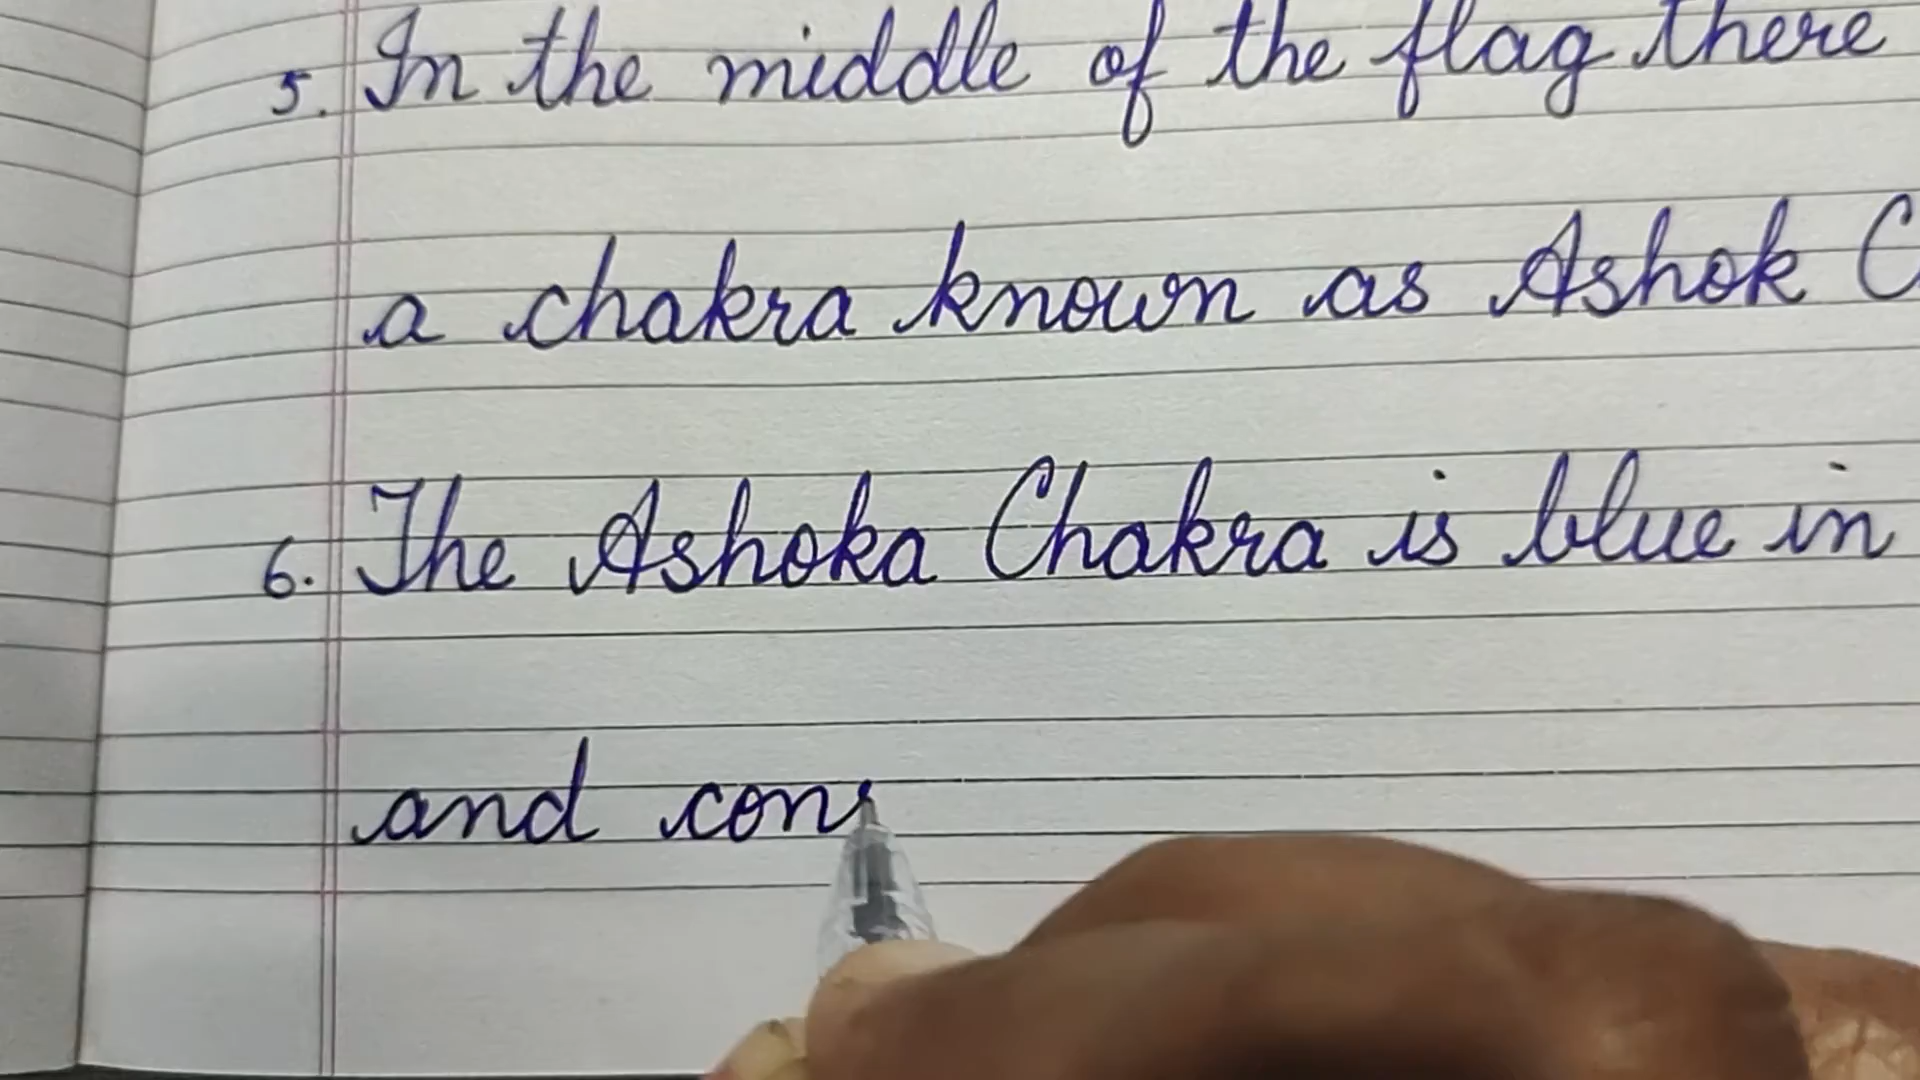 5. In the middle of the flag there
a chakra known as Ashok C
6. The Ashoka Chakra is blue in
and cons